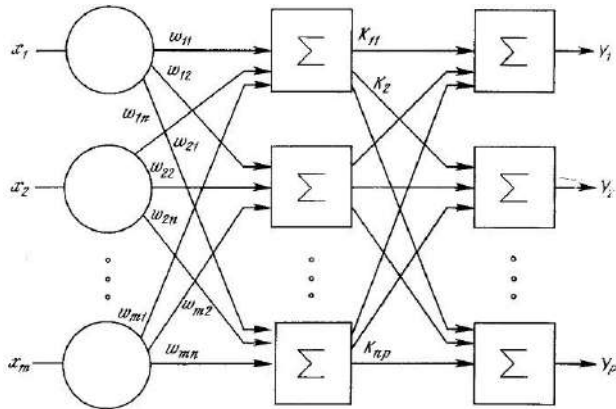 x₁ w₁₁ Σ K₁₁ Σ y₁
w₁₂ K₂
w₁ₙ
w₂₁
x₂ w₂₂ Σ Σ y₂
w₂ₙ
wₘ₁ wₘ₂
xₘ wₘₙ Σ Kₙₚ Σ yₚ